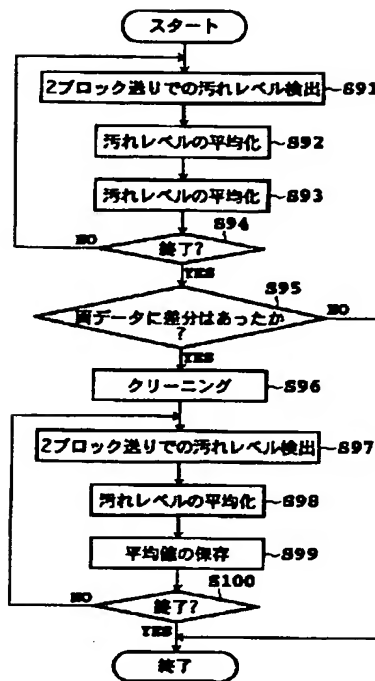 スタート
2ブロック送りでの汚れレベル検出 S91
汚れレベルの平均化 S92
汚れレベルの平均化 S93
終了? S94
NO
YES
両データに差分はあったか
? S95
NO
YES
クリーニング S96
2ブロック送りでの汚れレベル検出 S97
汚れレベルの平均化 S98
平均値の保存 S99
終了? S100
NO
YES
終了